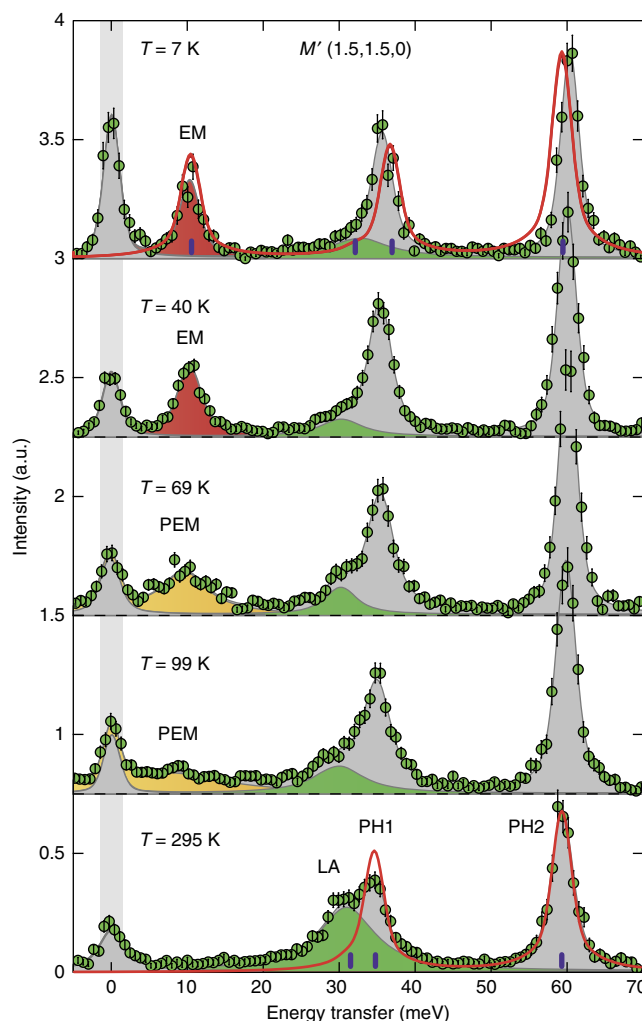 4
T = 7 K
M′ (1.5,1.5,0)
EM
3.5
3
T = 40 K
EM
2.5
T = 69 K
2
PEM
1.5
T = 99 K
PEM
1
T = 295 K
PH1
PH2
LA
0.5
0
0 10 20 30 40 50 60 70
Energy transfer (meV)
Intensity (a.u.)